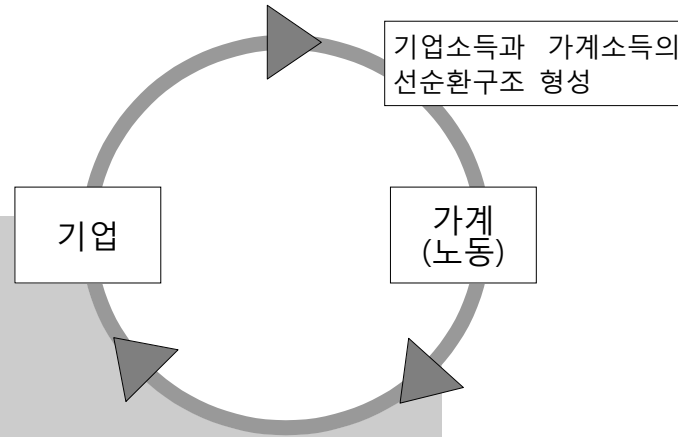 기업소득과 가계소득의
선순환구조 형성
기업
가계
(노동)